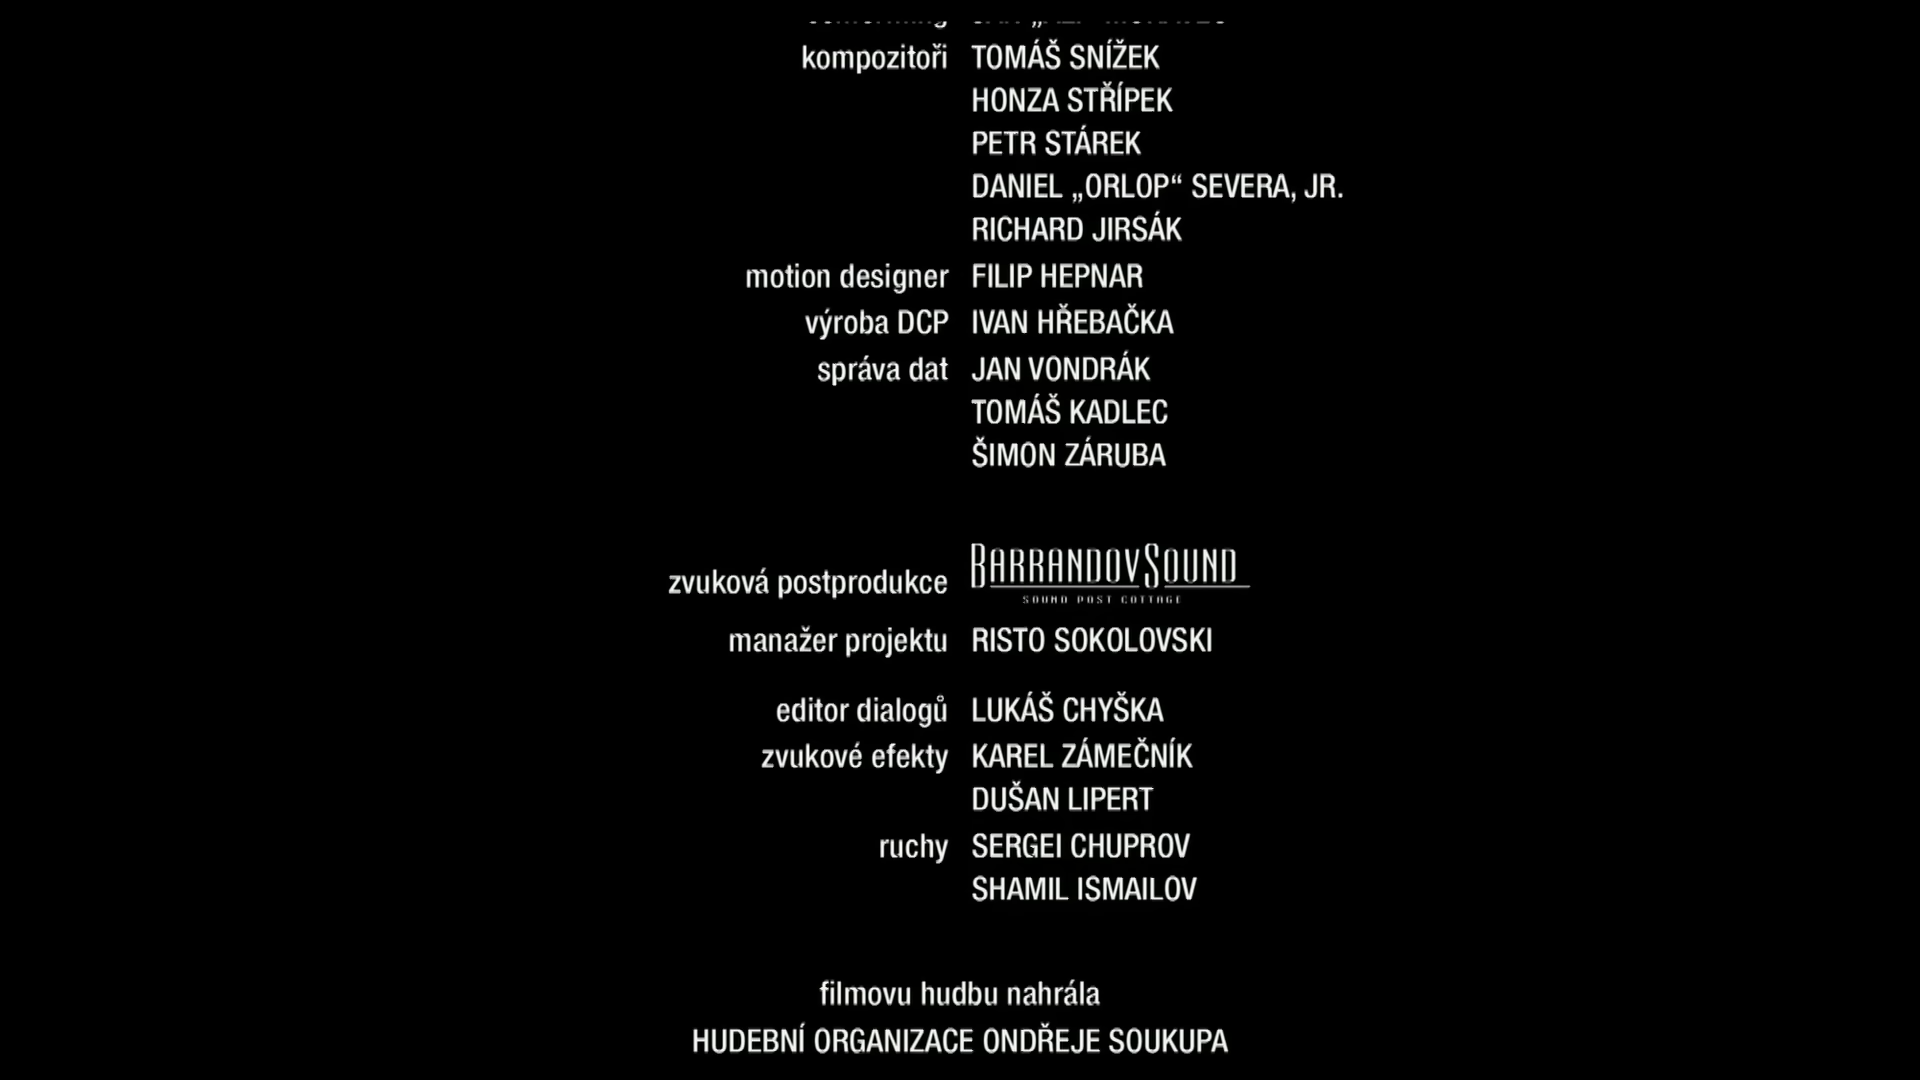 kompozitoři TOMÁŠ SNÍŽEK
HONZA STŘÍPEK
PETR STÁREK
DANIEL „ORLOP“ SEVERA, JR.
RICHARD JIRSÁK
motion designer FILIP HEPNAR
výroba DCP IVAN HŘEBAČKA
správa dat JAN VONDRÁK
TOMÁŠ KADLEC
ŠIMON ZÁRUBA
zvuková postprodukce BARRANDOV SOUND
SOUND POST COTTAGE
manažer projektu RISTO SOKOLOVSKI
editor dialogů LUKÁŠ CHYŠKA
zvukové efekty KAREL ZÁMEČNÍK
DUŠAN LIPERT
ruchy SERGEI CHUPROV
SHAMIL ISMAILOV
filmovu hudbu nahrála
HUDEBNÍ ORGANIZACE ONDŘEJE SOUKUPA